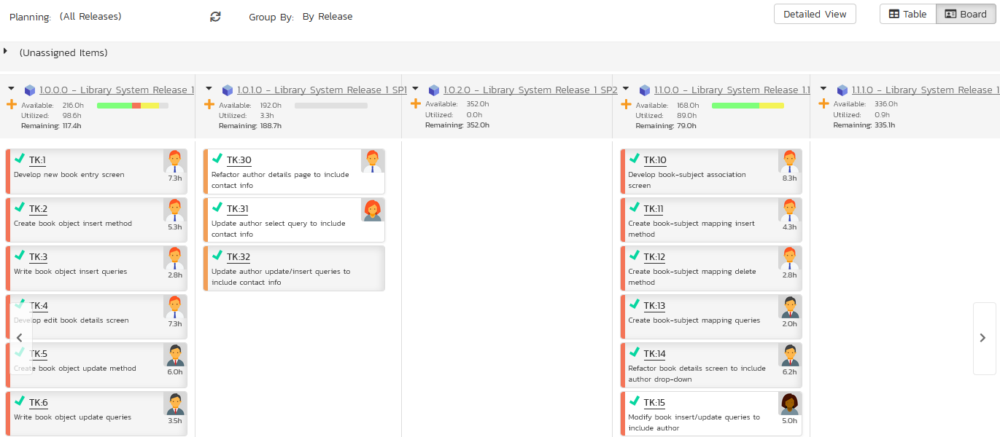 Planning: (All Releases)
Group By: By Release
Detailed View
Table
Board
(Unassigned Items)
1.0.0.0 - Library System Release 1
Available: 216.0h
Utilized: 98.6h
Remaining: 117.4h
TK:1
Develop new book entry screen
7.3h
TK:2
Create book object insert method
5.3h
TK:3
Write book object insert queries
2.8h
TK:4
Develop edit book details screen
7.3h
TK:5
Create book object update method
6.0h
TK:6
Write book object update queries
3.5h
1.0.1.0 - Library System Release 1 SP1
Available: 192.0h
Utilized: 3.3h
Remaining: 188.7h
TK:30
Refactor author details page to include
contact info
TK:31
Update author select query to include
contact info
TK:32
Update author update/insert queries to
include contact info
1.0.2.0 - Library System Release 1 SP2
Available: 352.0h
Utilized: 0.0h
Remaining: 352.0h
1.1.0.0 - Library System Release 1.1
Available: 168.0h
Utilized: 89.0h
Remaining: 79.0h
TK:10
Develop book-subject association
screen
8.3h
TK:11
Create book-subject mapping insert
method
4.3h
TK:12
Create book-subject mapping delete
method
2.8h
TK:13
Create book-subject mapping queries
2.0h
TK:14
Refactor book details screen to include
author drop-down
6.2h
TK:15
Modify book insert/update queries to
include author
5.0h
1.1.1.0 - Library System Release 1
Available: 336.0h
Utilized: 0.9h
Remaining: 335.1h